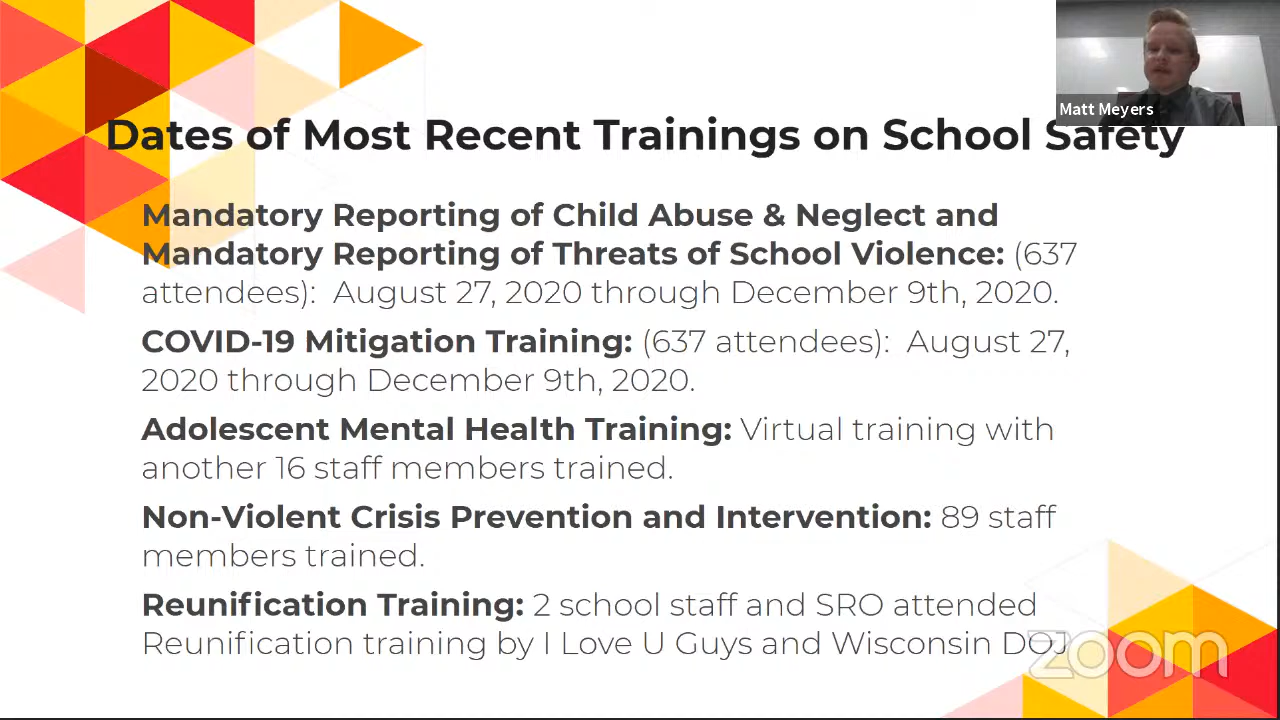 Matt Meyers
Dates of Most Recent Trainings on School Safety
Mandatory Reporting of Child Abuse & Neglect and
Mandatory Reporting of Threats of School Violence: (637
attendees):  August 27, 2020 through December 9th, 2020.
COVID-19 Mitigation Training: (637 attendees):  August 27,
2020 through December 9th, 2020.
Adolescent Mental Health Training: Virtual training with
another 16 staff members trained.
Non-Violent Crisis Prevention and Intervention: 89 staff
members trained.
Reunification Training: 2 school staff and SRO attended
Reunification training by I Love U Guys and Wisconsin DOJ
zoom